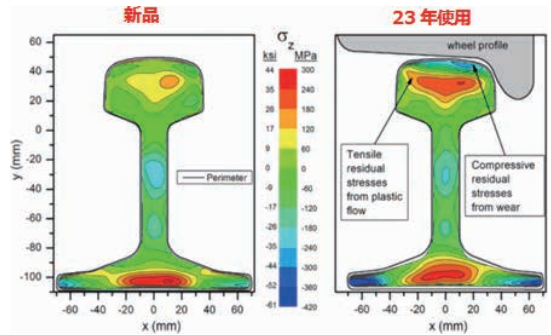 新品
23 年使用
σz
ksi MPa
44 300
35 240
26 180
17 120
9 60
0 0
-9 -60
-17 -120
-26 -180
-35 -240
-44 -300
-52 -360
-61 -420
y (mm)
60
40
20
0
-20
-40
-60
-80
-100
Perimeter
-60 -40 -20 0 20 40 60
x (mm)
wheel profile
Tensile
residual
stresses
from plastic
flow
Compressive
residual
stresses
from wear
-60 -40 -20 0 20 40 60
x (mm)